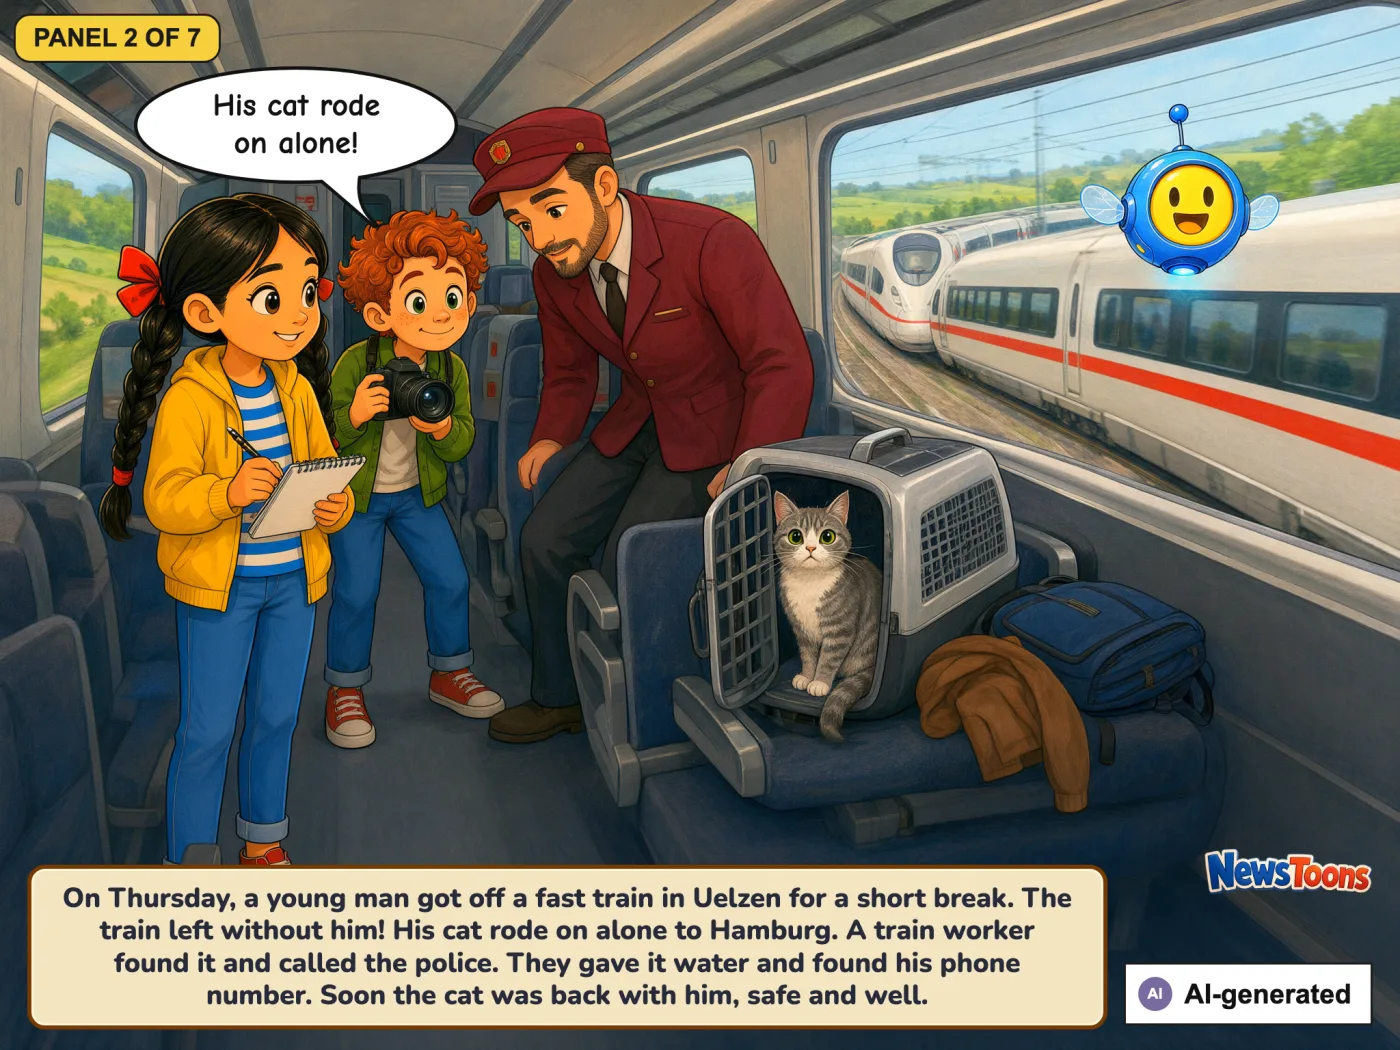 PANEL 2 OF 7
His cat rode
on alone!
On Thursday, a young man got off a fast train in Uelzen for a short break. The
train left without him! His cat rode on alone to Hamburg. A train worker
found it and called the police. They gave it water and found his phone
number. Soon the cat was back with him, safe and well.
NewsToons
AI AI-generated